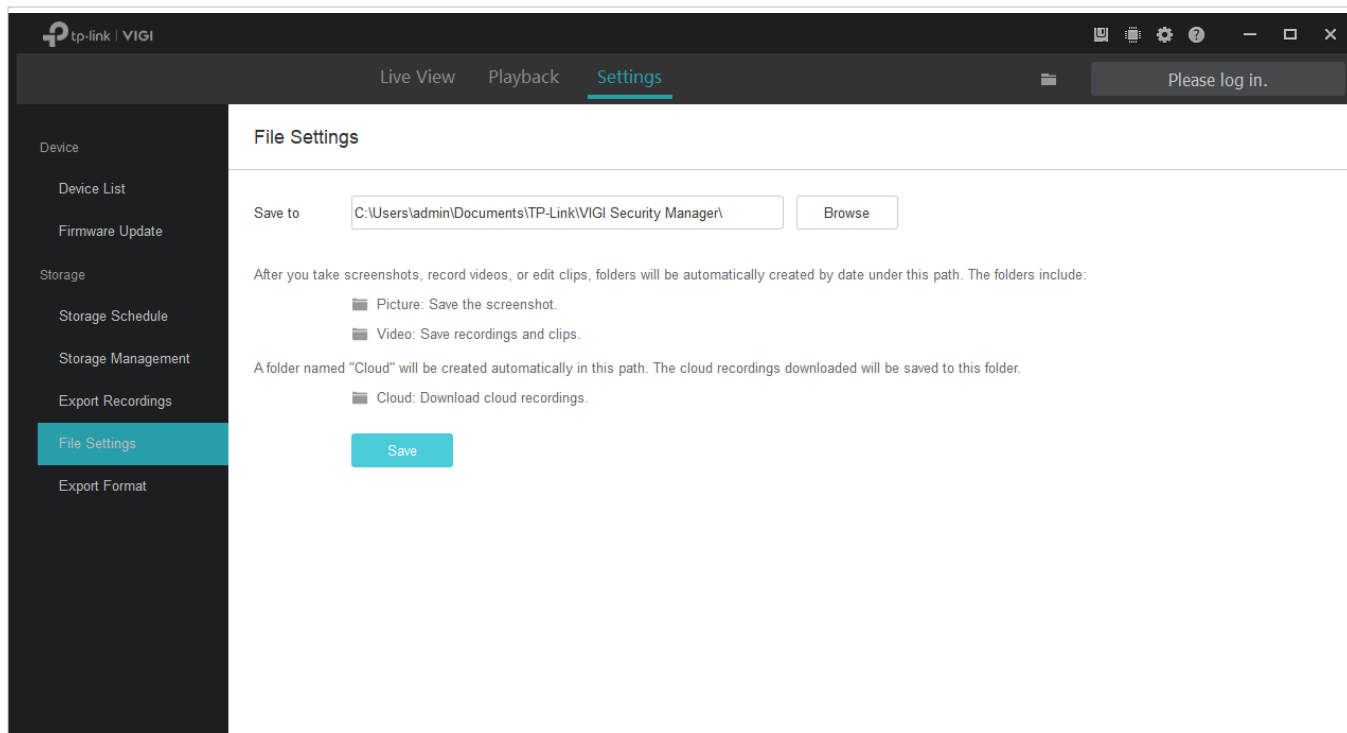 tp-link | VIGI
Live View Playback Settings Please log in.
Device
Device List
Firmware Update
Storage
Storage Schedule
Storage Management
Export Recordings
File Settings
Export Format
File Settings
Save to C:\Users\admin\Documents\TP-Link\VIGI Security Manager\ Browse
After you take screenshots, record videos, or edit clips, folders will be automatically created by date under this path. The folders include:
Picture: Save the screenshot.
Video: Save recordings and clips.
A folder named "Cloud" will be created automatically in this path. The cloud recordings downloaded will be saved to this folder.
Cloud: Download cloud recordings.
Save